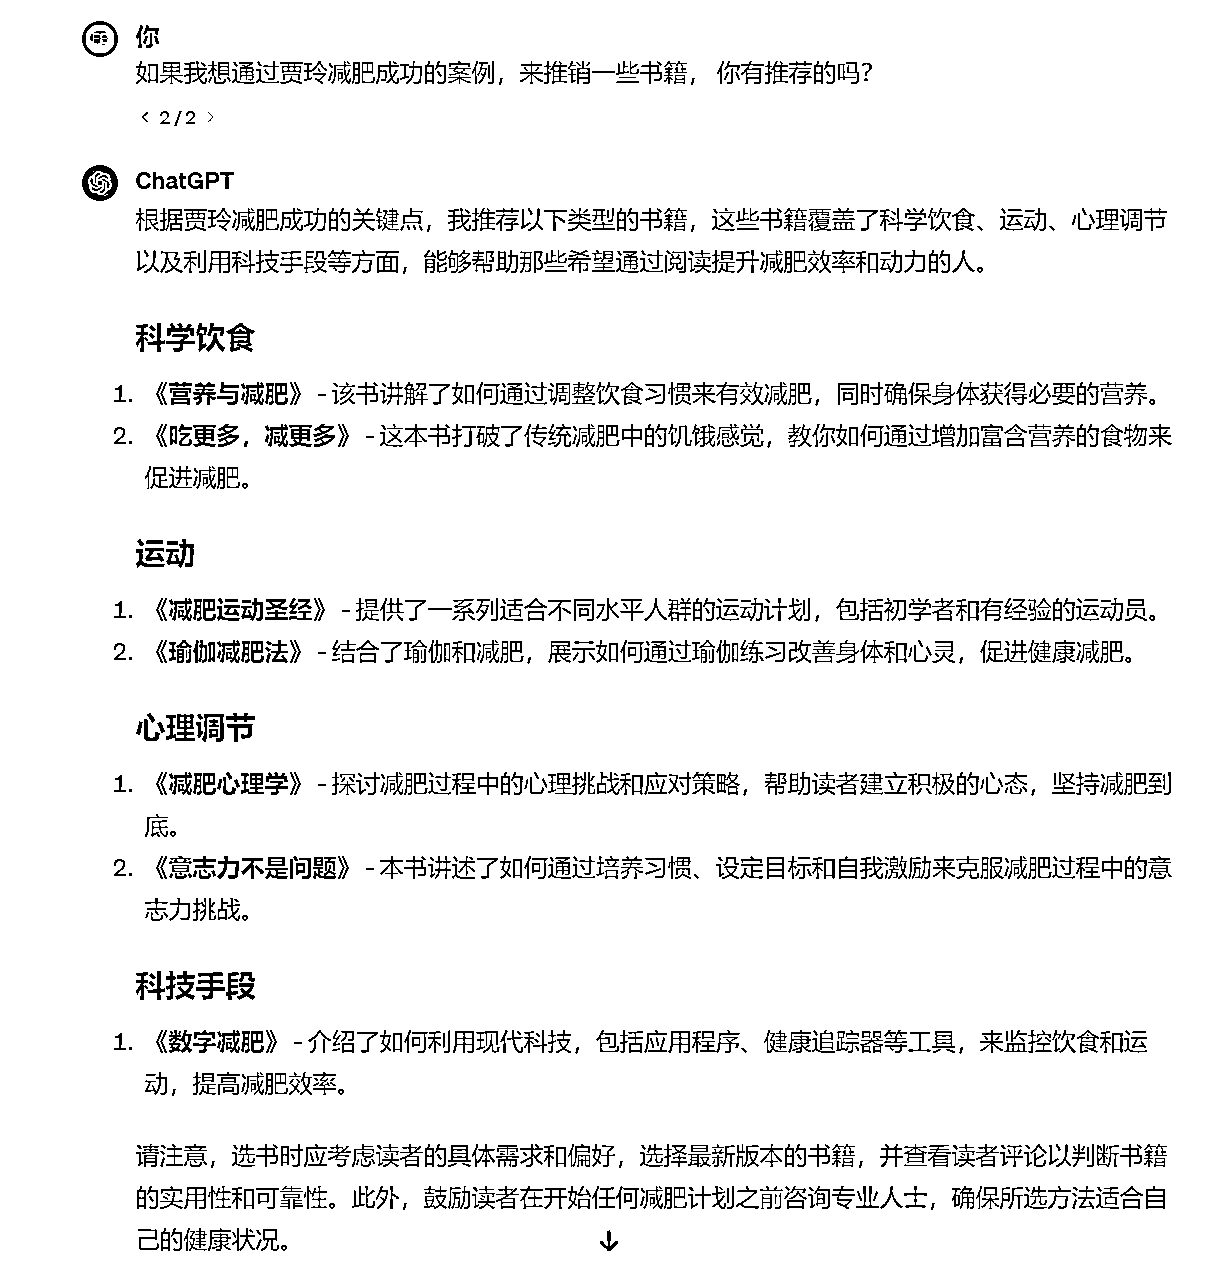 你
如果我想通过贾玲减肥成功的案例，来推销一些书籍， 你有推荐的吗？
< 2/2 >
ChatGPT
根据贾玲减肥成功的关键点，我推荐以下类型的书籍，这些书籍覆盖了科学饮食、运动、心理调节
以及利用科技手段等方面，能够帮助那些希望通过阅读提升减肥效率和动力的人。
科学饮食
1. 《营养与减肥》 - 该书讲解了如何通过调整饮食习惯来有效减肥，同时确保身体获得必要的营养。
2. 《吃更多，减更多》 - 这本书打破了传统减肥中的饥饿感觉，教你如何通过增加富含营养的食物来
促进减肥。
运动
1. 《减肥运动圣经》 - 提供了一系列适合不同水平人群的运动计划，包括初学者和有经验的运动员。
2. 《瑜伽减肥法》 - 结合了瑜伽和减肥，展示如何通过瑜伽练习改善身体和心灵，促进健康减肥。
心理调节
1. 《减肥心理学》 - 探讨减肥过程中的心理挑战和应对策略，帮助读者建立积极的心态，坚持减肥到
底。
2. 《意志力不是问题》 - 本书讲述了如何通过培养习惯、设定目标和自我激励来克服减肥过程中的意
志力挑战。
科技手段
1. 《数字减肥》 - 介绍了如何利用现代科技，包括应用程序、健康追踪器等工具，来监控饮食和运
动，提高减肥效率。
请注意，选书时应考虑读者的具体需求和偏好，选择最新版本的书籍，并查看读者评论以判断书籍
的实用性和可靠性。此外，鼓励读者在开始任何减肥计划之前咨询专业人士，确保所选方法适合自
己的健康状况。